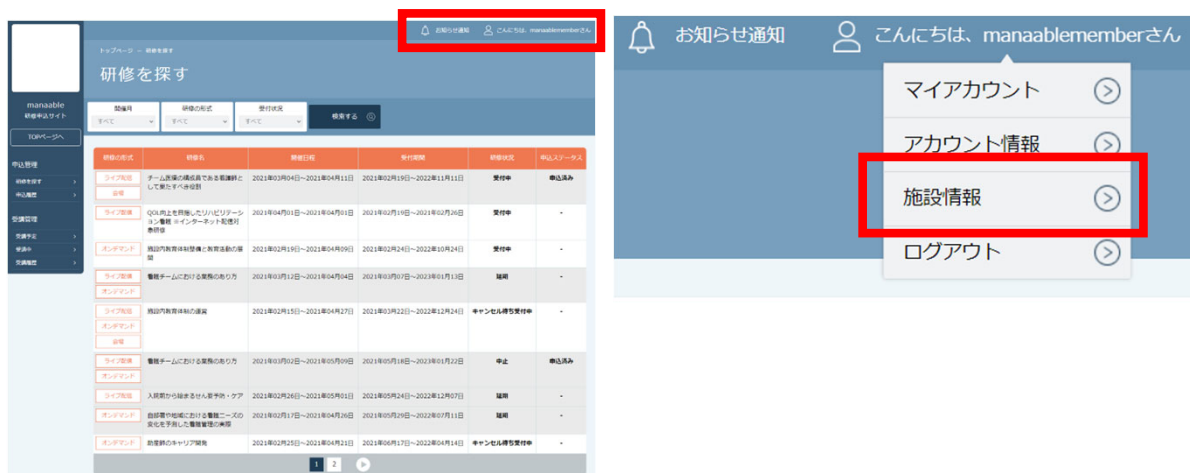 お知らせ通知 こんにちは、manaablememberさん
トップページ > 研修を探す
研修を探す
manaable
研修申込サイト
TOPページへ
申込管理
研修を探す
申込履歴
受講管理
受講予定
受講中
受講履歴
開催月 研修の形式 受付状況
すべて すべて すべて 検索する
研修の形式 研修名 開催日程 受付期間 研修状況 申込ステータス
ライブ配信 チーム医療の構成員である看護師と 2021年03月04日～2021年04月11日 2021年02月19日～2022年11月11日 受付中 申込済み
会場 して果たすべき役割
ライブ配信 QOL向上を目指したリハビリテーシ 2021年04月01日～2021年04月01日 2021年02月19日～2021年02月26日 受付中 -
ョン看護 ※インターネット配信対
象研修
オンデマンド 施設内教育体制整備と教育活動の展 2021年02月19日～2021年04月09日 2021年02月24日～2022年10月24日 受付中 -
開
ライブ配信 看護チームにおける業務のあり方 2021年03月12日～2021年04月04日 2021年03月07日～2023年01月13日 延期 -
オンデマンド
ライブ配信 施設内教育体制の運営 2021年02月15日～2021年04月27日 2021年03月22日～2022年12月24日 キャンセル待ち受付中 -
オンデマンド
会場
ライブ配信 看護チームにおける業務のあり方 2021年03月02日～2021年05月09日 2021年05月18日～2023年01月22日 中止 申込済み
オンデマンド
ライブ配信 入院前から始まるせん妄予防・ケア 2021年02月26日～2021年05月01日 2021年05月24日～2022年12月07日 延期 -
オンデマンド 自部署や地域における看護ニーズの 2021年02月17日～2021年04月26日 2021年05月29日～2022年07月11日 延期 -
変化を予測した看護管理の実際
オンデマンド 助産師のキャリア開発 2021年02月25日～2021年04月21日 2021年06月17日～2022年04月14日 キャンセル待ち受付中 -
1 2
お知らせ通知 こんにちは、manaablememberさん
マイアカウント
アカウント情報
施設情報
ログアウト